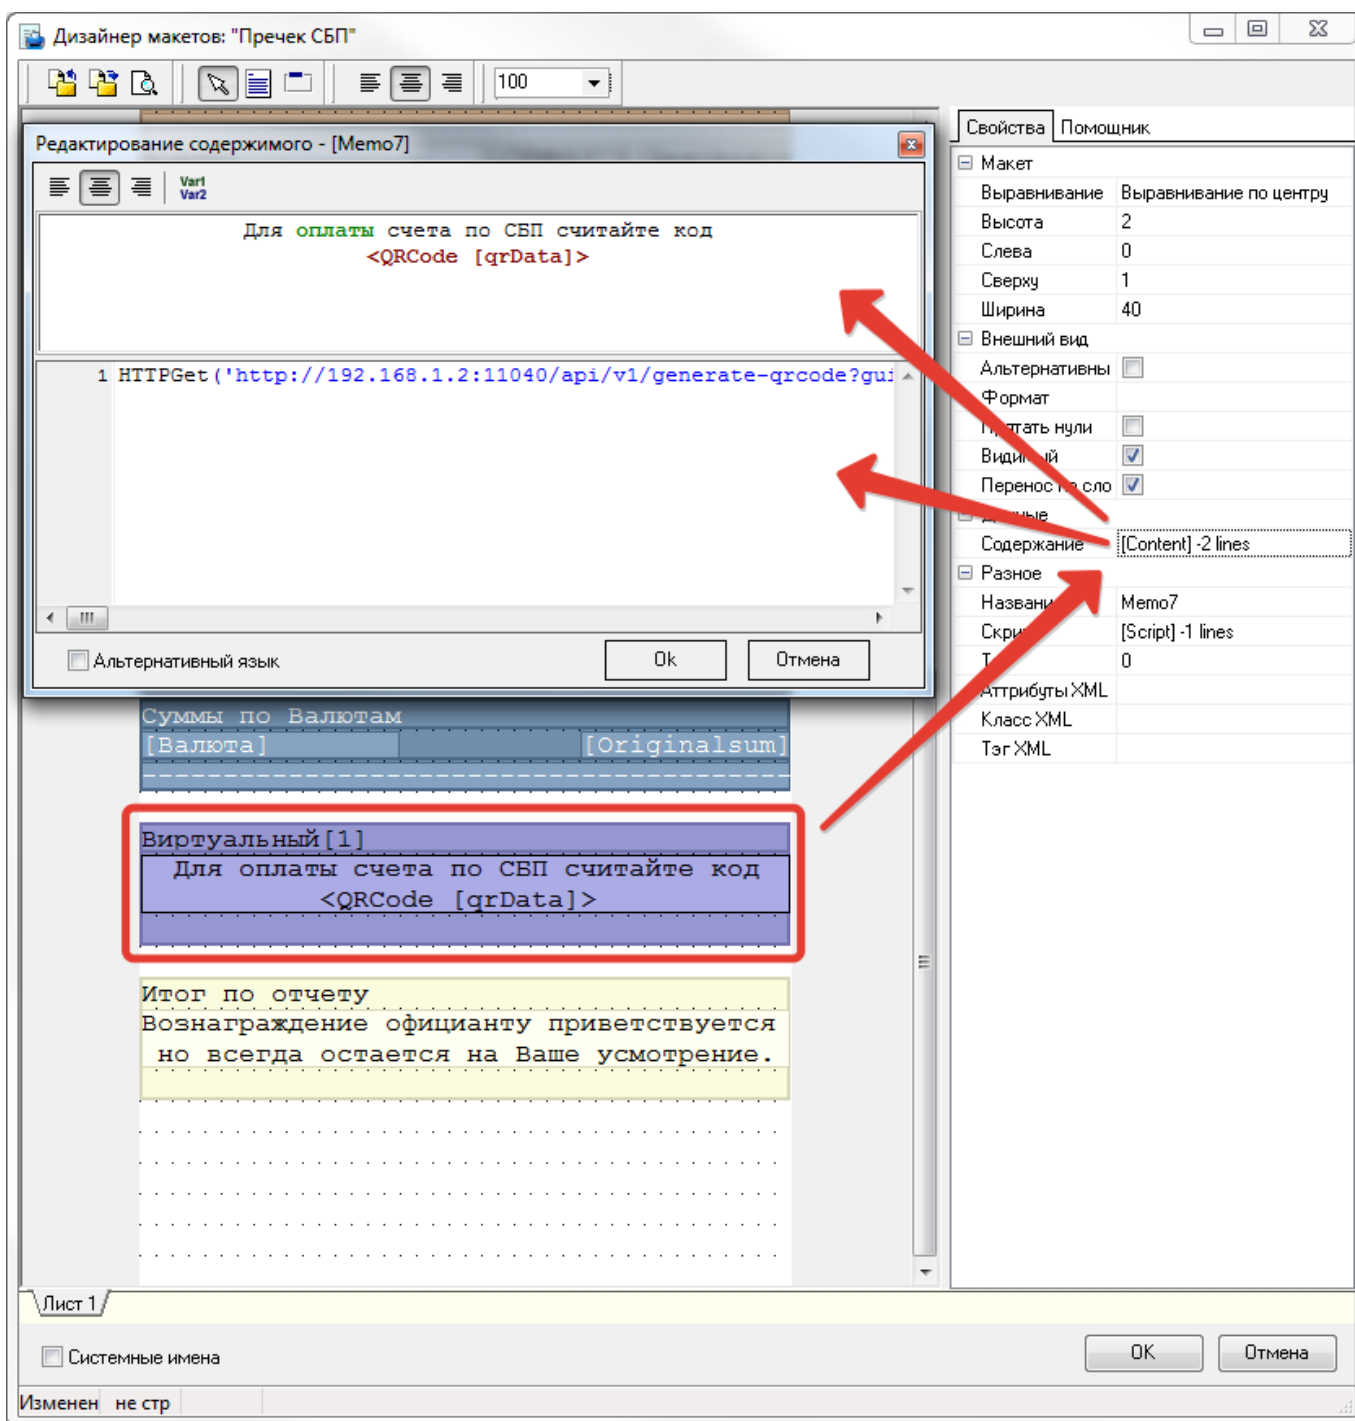 Дизайнер макетов: "Пречек СБП"
100
Редактирование содержимого - [Memo7]
Var1
Var2
Для оплаты счета по СБП считайте код
<QRCode [qrData]>
1 HTTPGet('http://192.168.1.2:11040/api/v1/generate-qrcode?gui
Альтернативный язык
Ok
Отмена
Суммы по Валютам
[Валюта] [Originalsum]
Виртуальный[1]
Для оплаты счета по СБП считайте код
<QRCode [qrData]>
Итог по отчету
Вознаграждение официанту приветствуется
но всегда остается на Ваше усмотрение.
Свойства Помощник
Макет
Выравнивание Выравнивание по центру
Высота 2
Слева 0
Сверху 1
Ширина 40
Внешний вид
Альтернативны
Формат
нули
Перенос сло
Содержание [Content] -2 lines
Разное
Memo7
[Script] -1 lines
0
Аттрибуты XML
Класс XML
Тэг XML
Лист 1
Системные имена
OK
Отмена
Изменен не стр